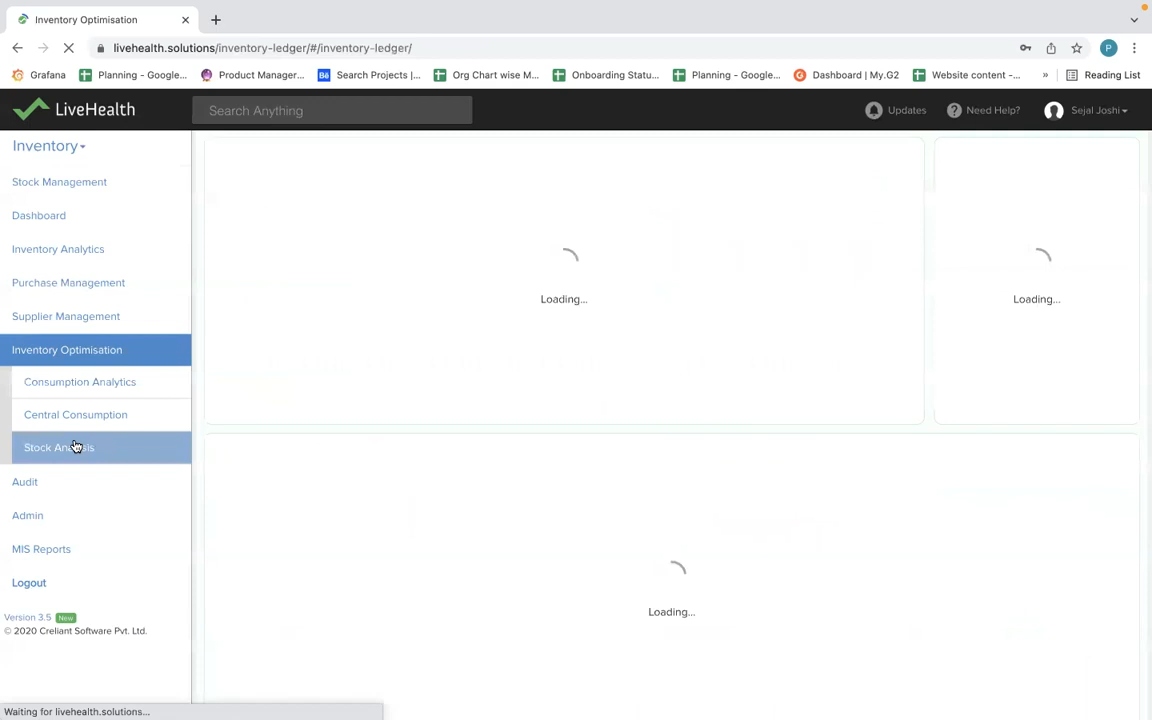 Inventory Optimisation
livehealth.solutions/inventory-ledger/#/inventory-ledger/
P
Grafana
Planning - Google...
Product Manager...
Bē Search Projects |...
Org Chart wise M...
Onboarding Statu...
Planning - Google...
Dashboard | My.G2
Website content -...
»
Reading List
LiveHealth
Search Anything
Updates
Need Help?
Sejal Joshi
Inventory
Stock Management
Dashboard
Inventory Analytics
Purchase Management
Supplier Management
Inventory Optimisation
Consumption Analytics
Central Consumption
Stock Analysis
Audit
Admin
MIS Reports
Logout
Version 3.5 New
© 2020 Creliant Software Pvt. Ltd.
Loading...
Loading...
Loading...
Waiting for livehealth.solutions...